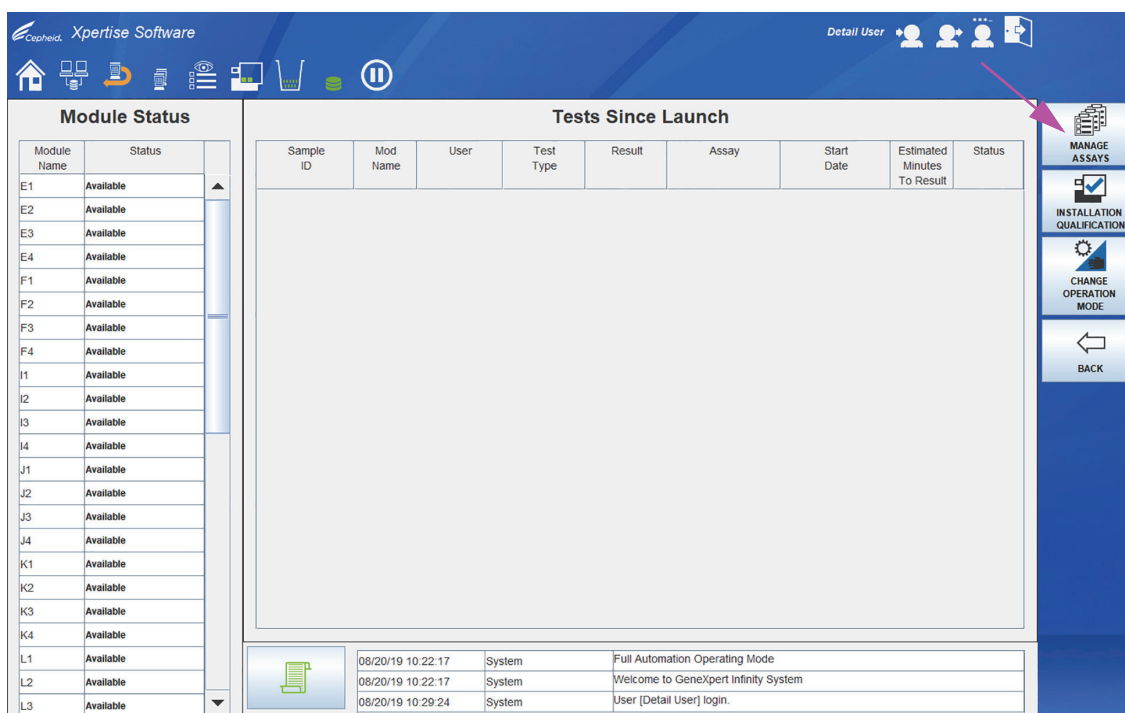 Cepheid. Xpertise Software
Detail User
Module Status
Module
Name
Status
E1 Available
E2 Available
E3 Available
E4 Available
F1 Available
F2 Available
F3 Available
F4 Available
I1 Available
I2 Available
I3 Available
I4 Available
J1 Available
J2 Available
J3 Available
J4 Available
K1 Available
K2 Available
K3 Available
K4 Available
L1 Available
L2 Available
L3 Available
Tests Since Launch
Sample
ID
Mod
Name
User
Test
Type
Result
Assay
Start
Date
Estimated
Minutes
To Result
Status
08/20/19 10:22:17 System Full Automation Operating Mode
08/20/19 10:22:17 System Welcome to GeneXpert Infinity System
08/20/19 10:29:24 System User [Detail User] login.
MANAGE
ASSAYS
INSTALLATION
QUALIFICATION
CHANGE
OPERATION
MODE
BACK